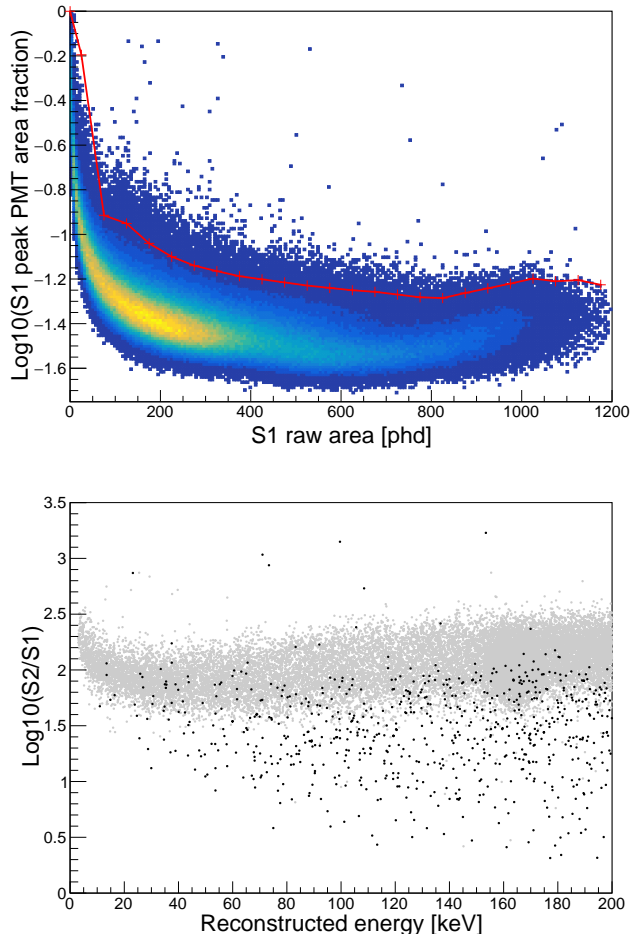 0
−0.2
−0.4
−0.6
−0.8
−1
−1.2
−1.4
−1.6
Log10(S1 peak PMT area fraction)
0 200 400 600 800 1000 1200
S1 raw area [phd]
3.5
3
2.5
2
1.5
1
0.5
0
Log10(S2/S1)
0 20 40 60 80 100 120 140 160 180 200
Reconstructed energy [keV]